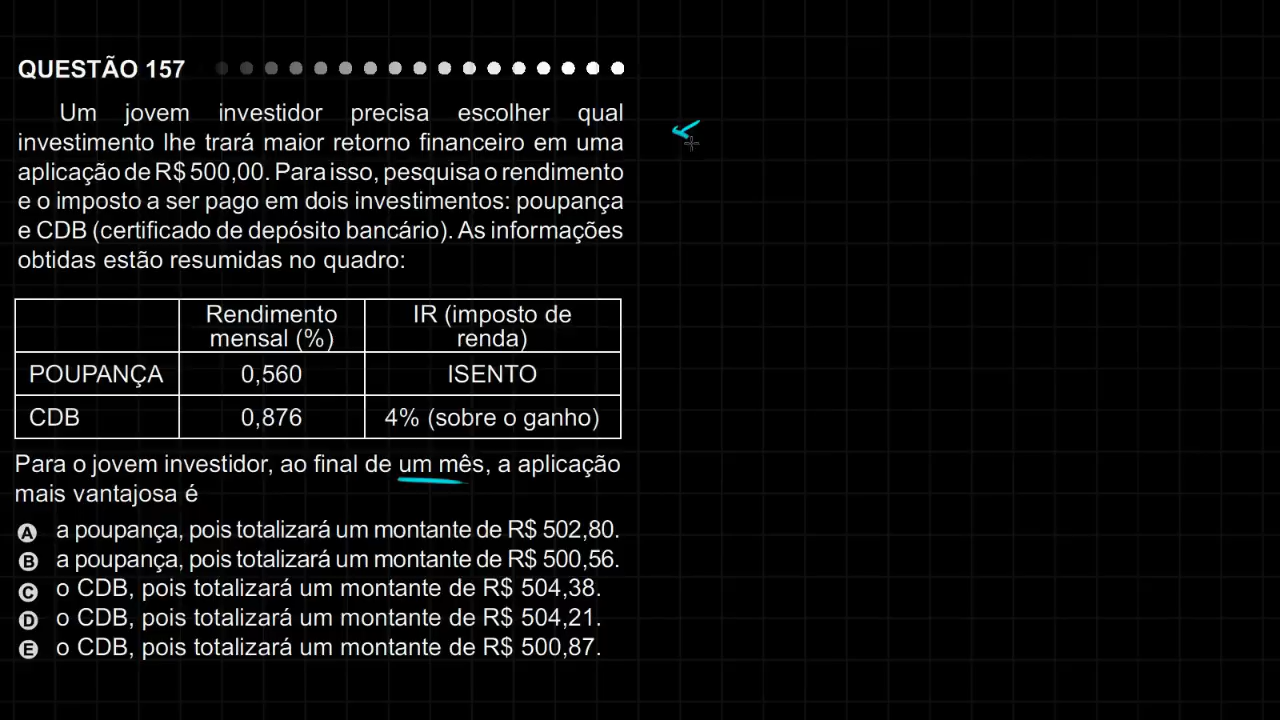 QUESTÃO 157
Um jovem investidor precisa escolher qual
investimento lhe trará maior retorno financeiro em uma
aplicação de R$ 500,00. Para isso, pesquisa o rendimento
e o imposto a ser pago em dois investimentos: poupança
e CDB (certificado de depósito bancário). As informações
obtidas estão resumidas no quadro:
Rendimento mensal (%) IR (imposto de renda)
POUPANÇA 0,560 ISENTO
CDB 0,876 4% (sobre o ganho)
Para o jovem investidor, ao final de um mês, a aplicação
mais vantajosa é
A a poupança, pois totalizará um montante de R$ 502,80.
B a poupança, pois totalizará um montante de R$ 500,56.
C o CDB, pois totalizará um montante de R$ 504,38.
D o CDB, pois totalizará um montante de R$ 504,21.
E o CDB, pois totalizará um montante de R$ 500,87.